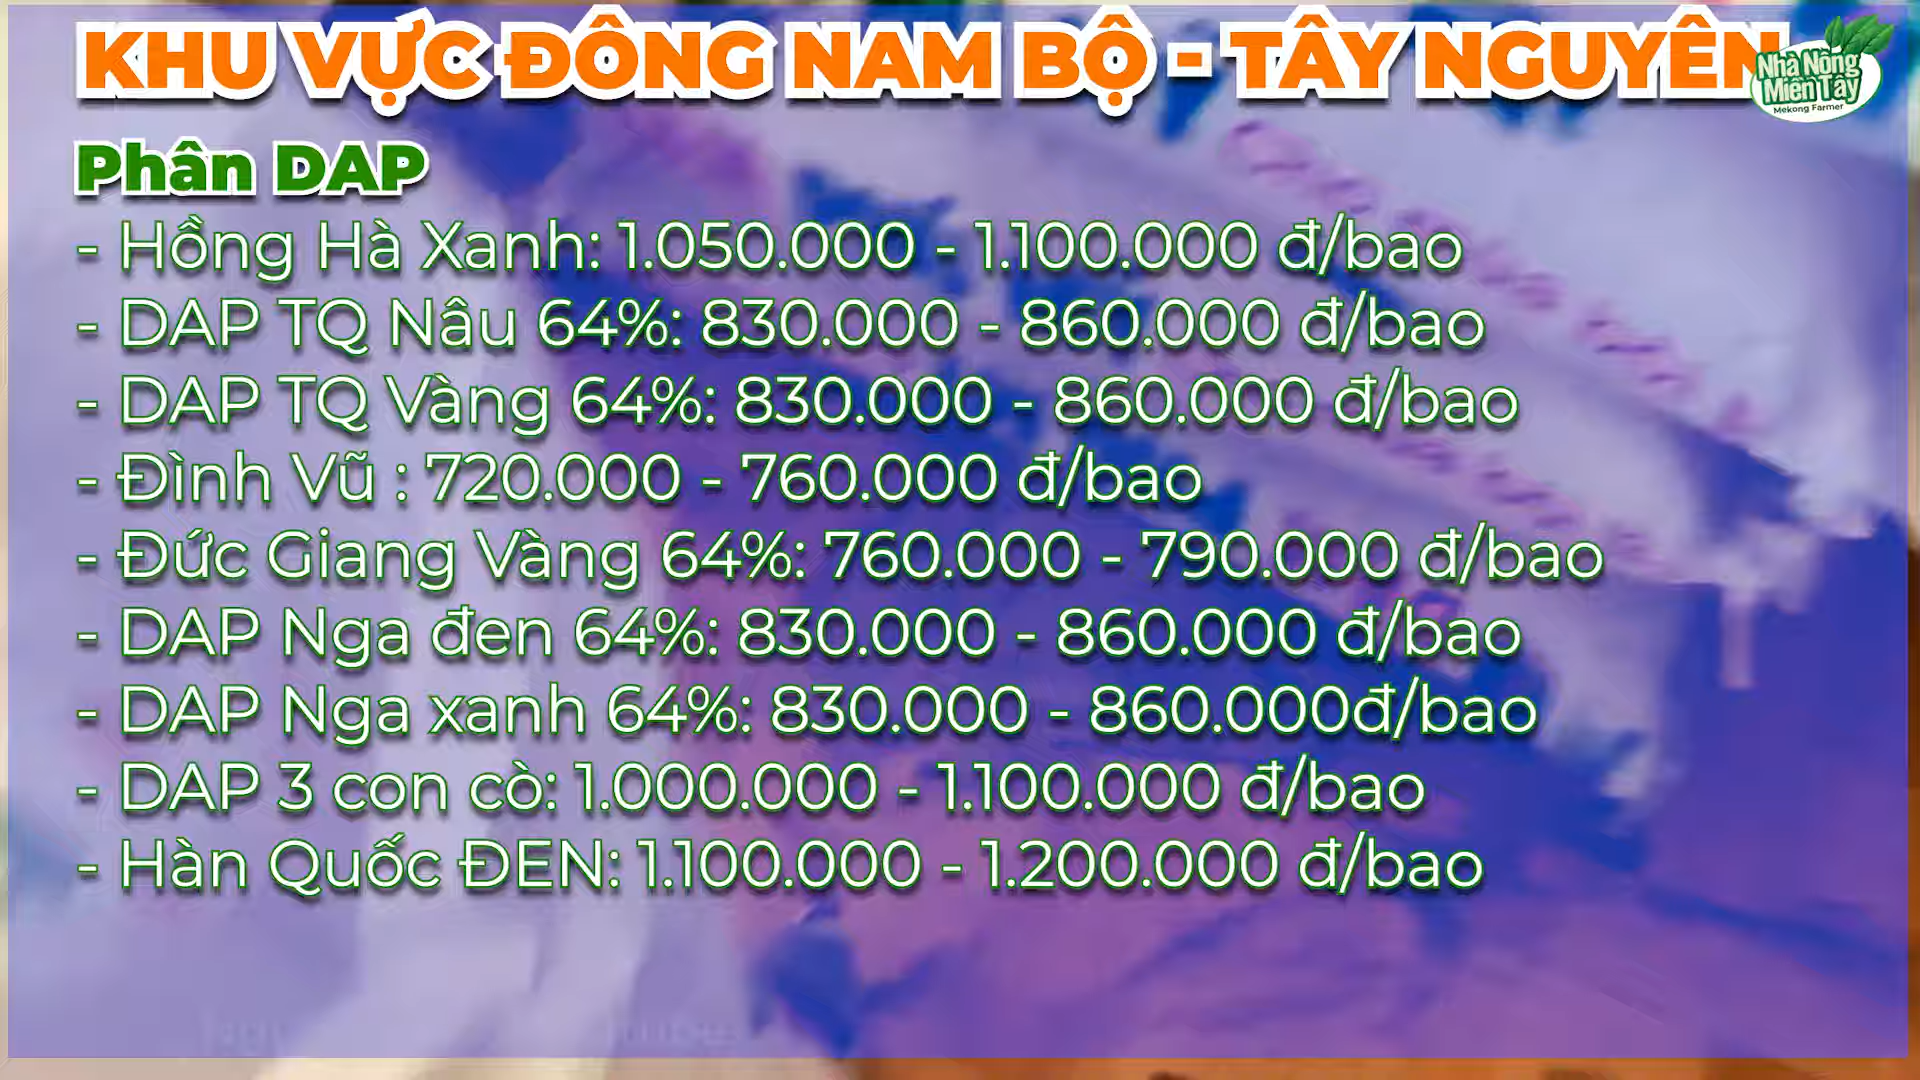 KHU VỰC ĐÔNG NAM BỘ - TÂY NGUYÊN
Nhà Nông
Miền Tây
Mekong Farmer
Phân DAP
- Hồng Hà Xanh: 1.050.000 - 1.100.000 đ/bao
- DAP TQ Nâu 64%: 830.000 - 860.000 đ/bao
- DAP TQ Vàng 64%: 830.000 - 860.000 đ/bao
- Đình Vũ : 720.000 - 760.000 đ/bao
- Đức Giang Vàng 64%: 760.000 - 790.000 đ/bao
- DAP Nga đen 64%: 830.000 - 860.000 đ/bao
- DAP Nga xanh 64%: 830.000 - 860.000đ/bao
- DAP 3 con cò: 1.000.000 - 1.100.000 đ/bao
- Hàn Quốc ĐEN: 1.100.000 - 1.200.000 đ/bao